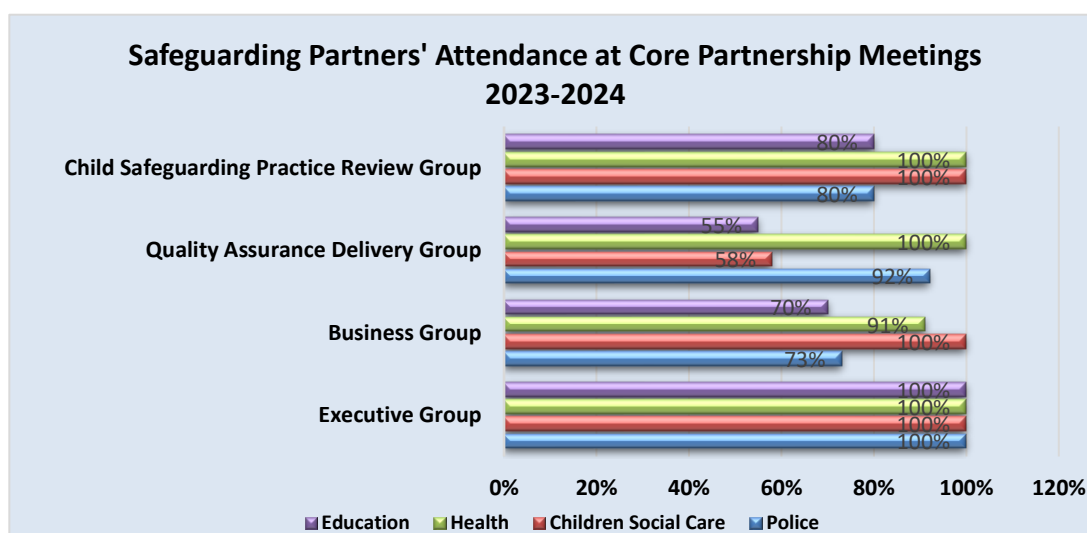 Safeguarding Partners' Attendance at Core Partnership Meetings
2023-2024
Child Safeguarding Practice Review Group
80%
100%
100%
80%
Quality Assurance Delivery Group
55%
100%
58%
92%
Business Group
70%
91%
100%
73%
Executive Group
100%
100%
100%
100%
0% 20% 40% 60% 80% 100% 120%
Education Health Children Social Care Police